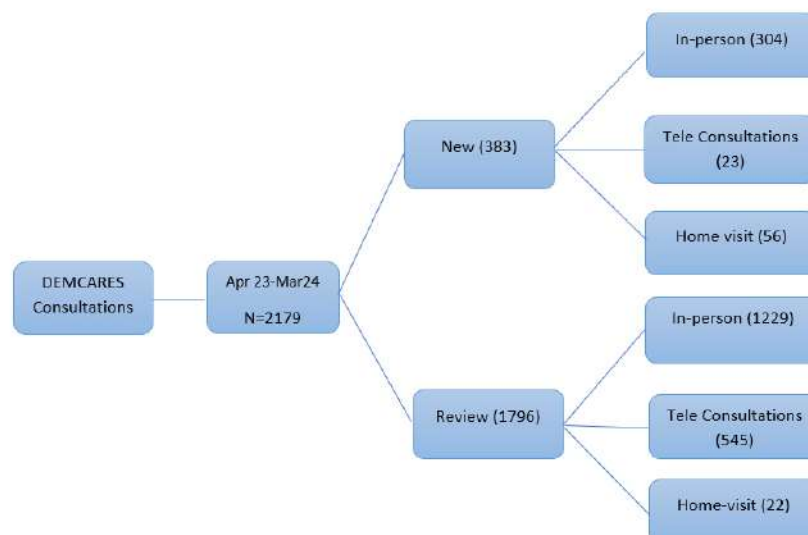 DEMCARES
Consultations
Apr 23-Mar24
N=2179
New (383)
In-person (304)
Tele Consultations
(23)
Home visit (56)
Review (1796)
In-person (1229)
Tele Consultations
(545)
Home-visit (22)